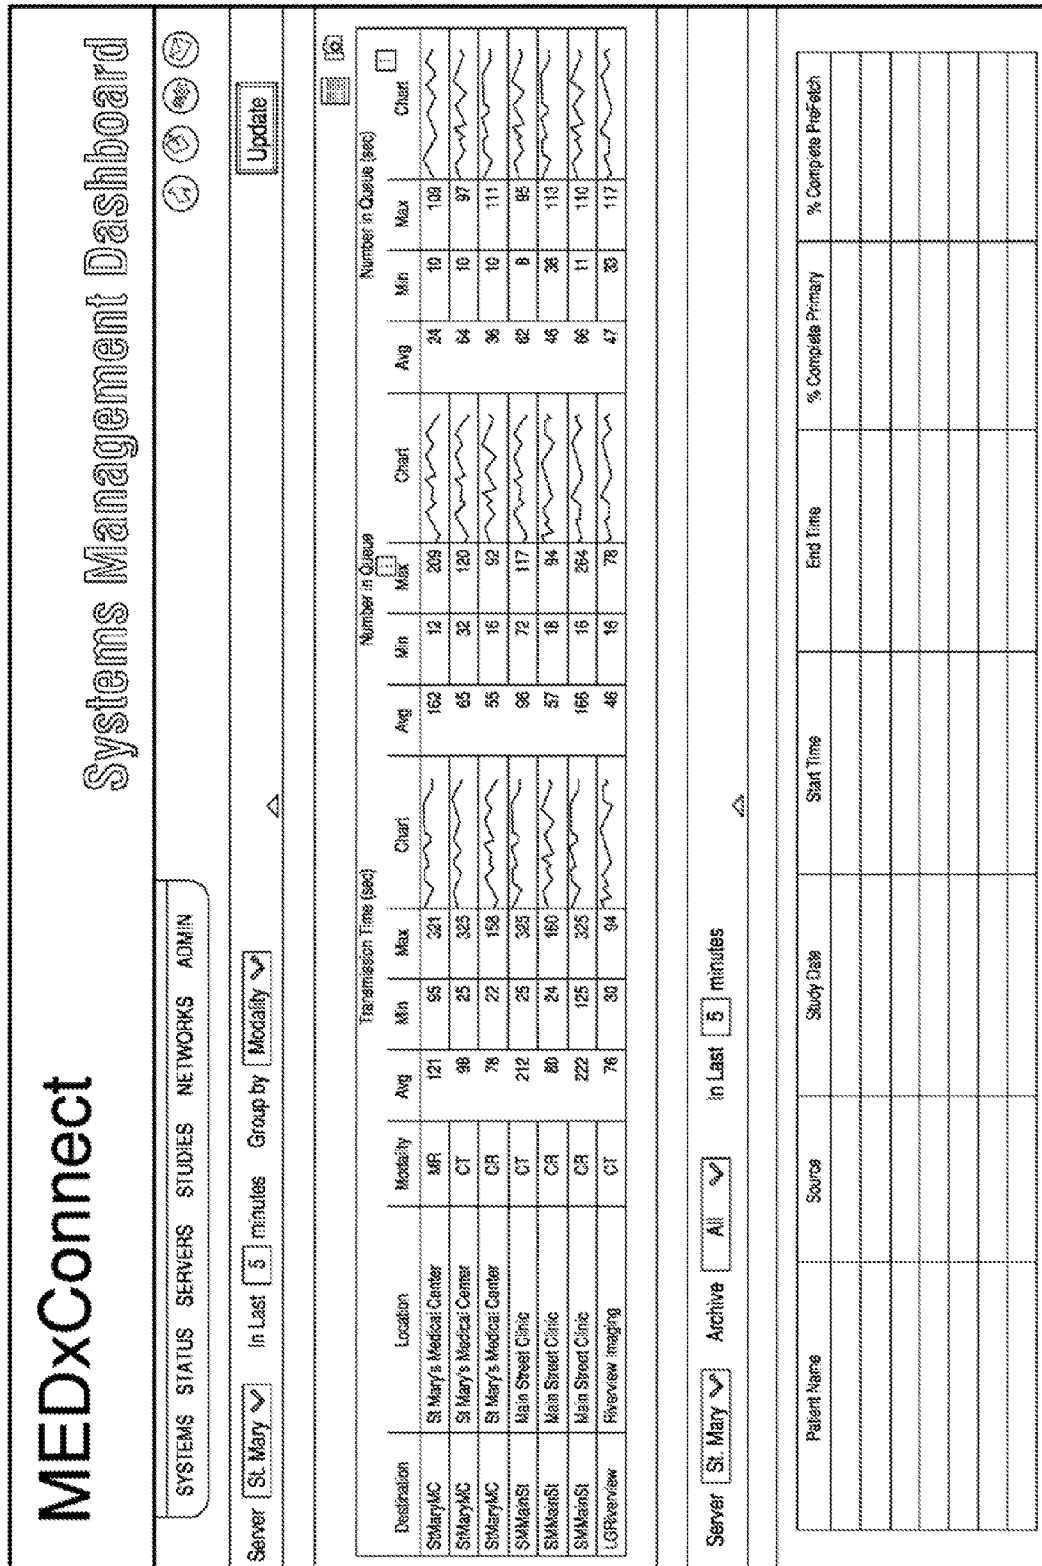 MEDxConnect
Systems Management Dashboard
SYSTEMS STATUS SERVERS STUDIES NETWORKS ADMIN
Server St. Mary In Last 5 minutes Group by Modality Update
Transmission Time (sec) Number in Queue Number in Queue (sec)
Destination Location Modality Avg Min Max Chart Avg Min Max Chart Avg Min Max Chart
StMaryMC St Mary's Medical Center MR 121 95 321 162 12 209 24 10 109
StMaryMC St Mary's Medical Center CT 98 25 325 65 32 120 64 10 97
StMaryMC St Mary's Medical Center CR 78 22 158 55 16 92 36 10 111
SMMainSt Main Street Clinic CT 212 25 325 96 72 117 62 8 95
SMMainSt Main Street Clinic CR 80 24 160 57 18 94 46 38 113
SMMainSt Main Street Clinic CR 222 125 325 166 16 264 66 11 110
LGRiverview Riverview Imaging CT 76 30 94 46 16 78 47 33 117
Server St. Mary Archive All In Last 5 minutes
Patient Name Source Study Date Start Time End Time % Complete Primary % Complete PreFetch